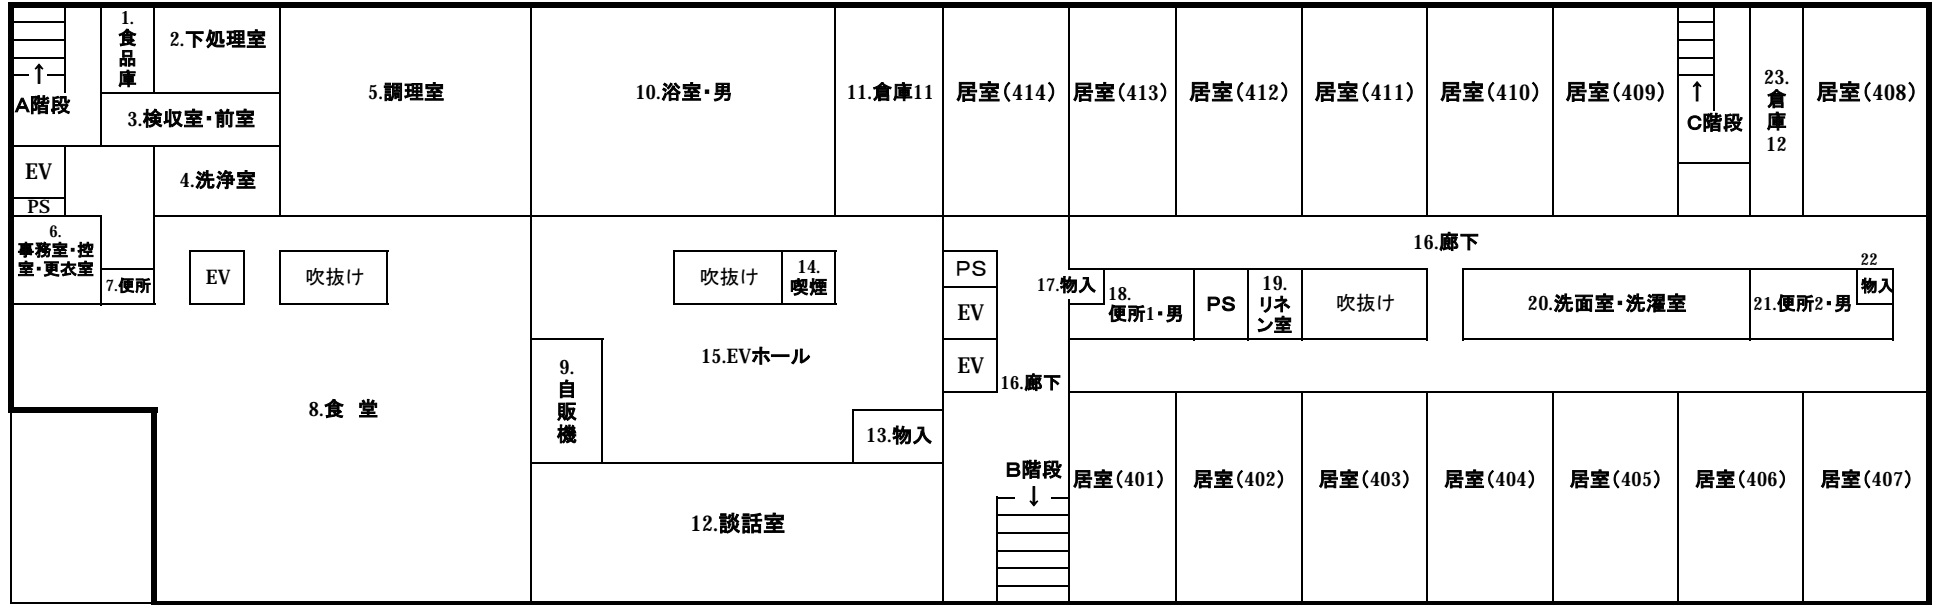 1.
食
品
庫
2.下処理室
↑
A階段
3.検収室・前室
EV
PS
4.洗浄室
5.調理室
10.浴室・男
11.倉庫11
居室(414)
居室(413)
居室(412)
居室(411)
居室(410)
居室(409)
↑
C階段
23.
倉
庫
12
居室(408)
6.
事務室・控
室・更衣室
7.便所
EV
吹抜け
吹抜け
14.
喫煙
PS
EV
EV
16.廊下
17.物入
18.
便所1・男
PS
19.
リネ
ン室
吹抜け
20.洗面室・洗濯室
21.便所2・男
22
物入
8.食 堂
9.
自
販
機
15.EVホール
13.物入
16.廊下
12.談話室
B階段
↓
居室(401)
居室(402)
居室(403)
居室(404)
居室(405)
居室(406)
居室(407)